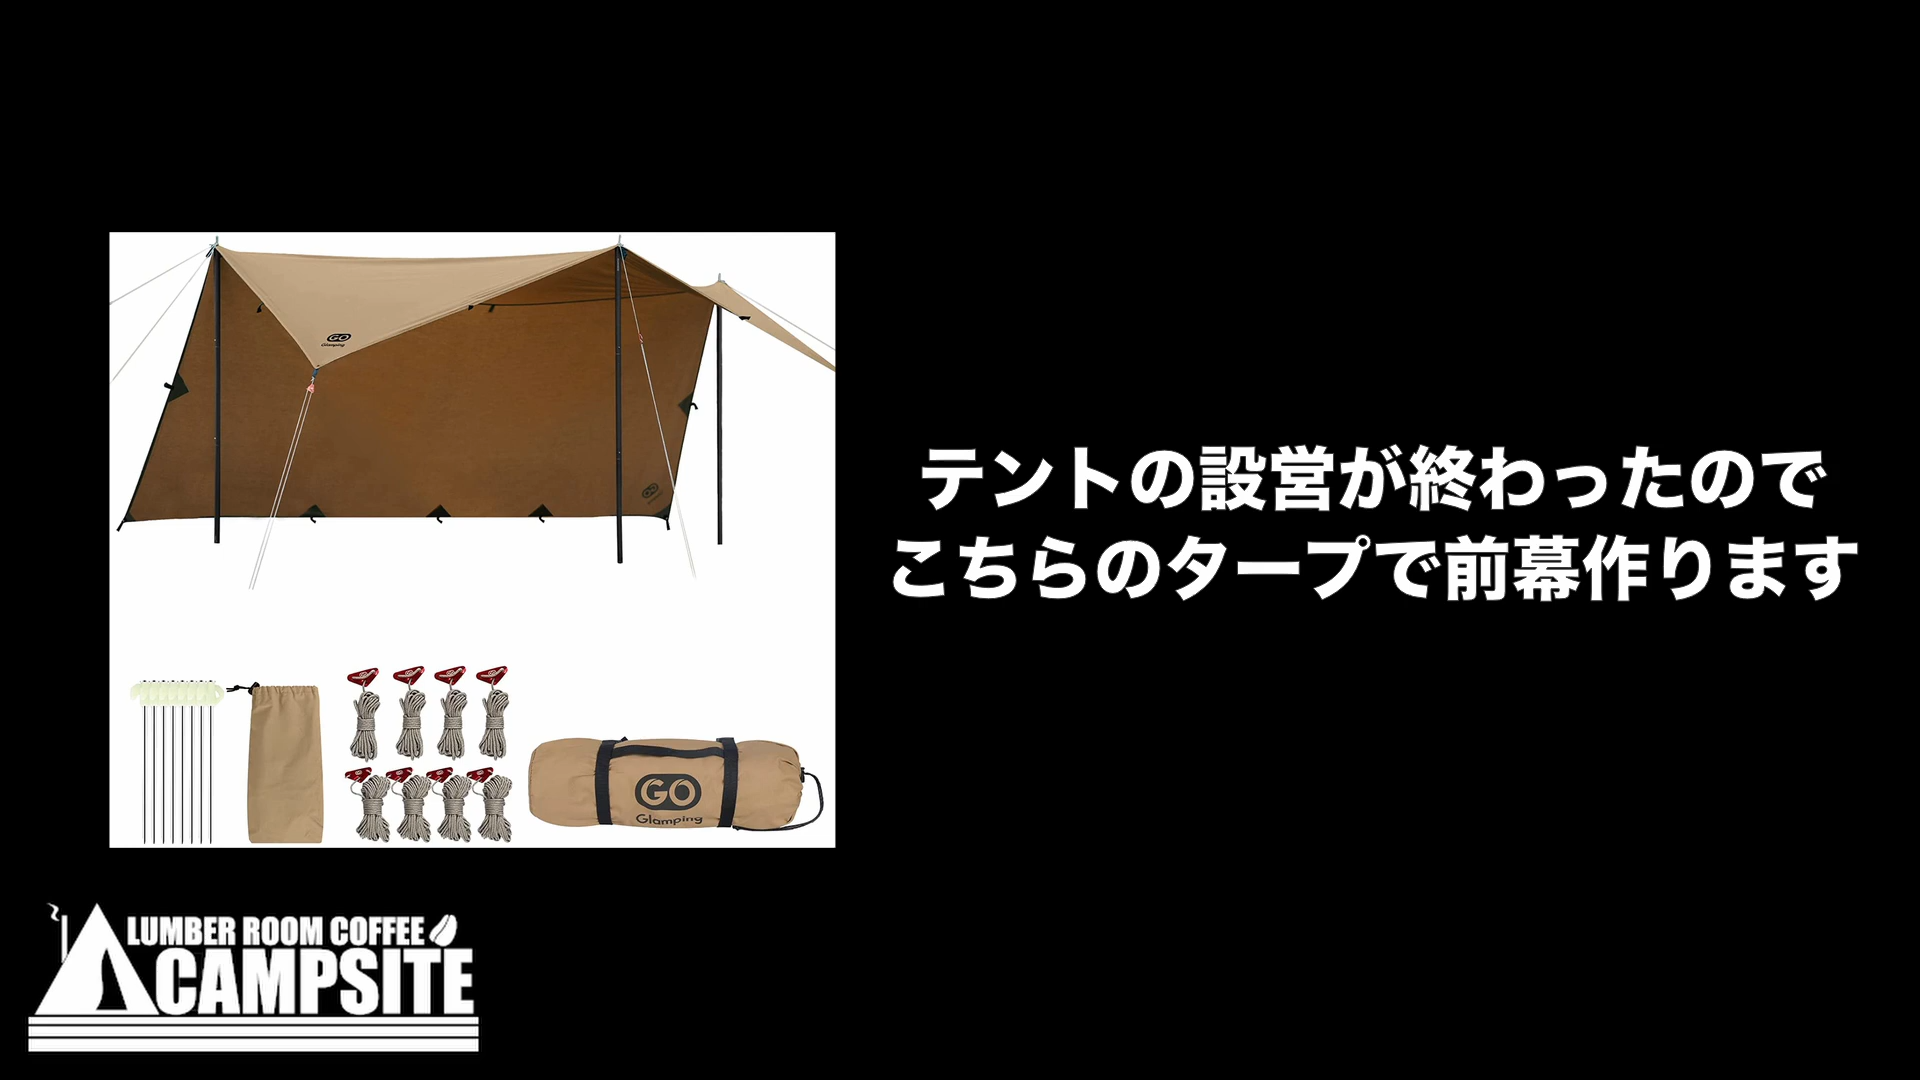 GO
Glamping
GO
テントの設営が終わったので
こちらのタープで前幕作ります
GO
Glamping
LUMBER ROOM COFFEE
CAMPSITE